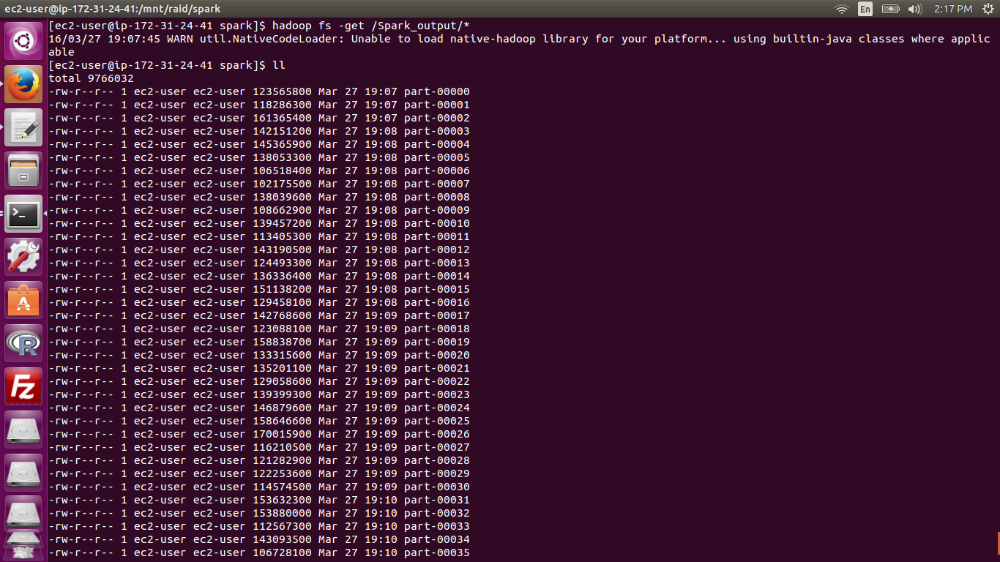 ec2-user@ip-172-31-24-41:/mnt/raid/spark
En
2:17 PM
[ec2-user@ip-172-31-24-41 spark]$ hadoop fs -get /Spark_output/*
16/03/27 19:07:45 WARN util.NativeCodeLoader: Unable to load native-hadoop library for your platform... using builtin-java classes where applic
able
[ec2-user@ip-172-31-24-41 spark]$ ll
total 9766032
-rw-r--r-- 1 ec2-user ec2-user 123565800 Mar 27 19:07 part-00000
-rw-r--r-- 1 ec2-user ec2-user 118286300 Mar 27 19:07 part-00001
-rw-r--r-- 1 ec2-user ec2-user 161365400 Mar 27 19:07 part-00002
-rw-r--r-- 1 ec2-user ec2-user 142151200 Mar 27 19:08 part-00003
-rw-r--r-- 1 ec2-user ec2-user 145365900 Mar 27 19:08 part-00004
-rw-r--r-- 1 ec2-user ec2-user 138053300 Mar 27 19:08 part-00005
-rw-r--r-- 1 ec2-user ec2-user 106518400 Mar 27 19:08 part-00006
-rw-r--r-- 1 ec2-user ec2-user 102175500 Mar 27 19:08 part-00007
-rw-r--r-- 1 ec2-user ec2-user 138039600 Mar 27 19:08 part-00008
-rw-r--r-- 1 ec2-user ec2-user 108662900 Mar 27 19:08 part-00009
-rw-r--r-- 1 ec2-user ec2-user 139457200 Mar 27 19:08 part-00010
-rw-r--r-- 1 ec2-user ec2-user 113405300 Mar 27 19:08 part-00011
-rw-r--r-- 1 ec2-user ec2-user 143190500 Mar 27 19:08 part-00012
-rw-r--r-- 1 ec2-user ec2-user 124493300 Mar 27 19:08 part-00013
-rw-r--r-- 1 ec2-user ec2-user 136336400 Mar 27 19:08 part-00014
-rw-r--r-- 1 ec2-user ec2-user 151138200 Mar 27 19:08 part-00015
-rw-r--r-- 1 ec2-user ec2-user 129458100 Mar 27 19:08 part-00016
-rw-r--r-- 1 ec2-user ec2-user 142768600 Mar 27 19:09 part-00017
-rw-r--r-- 1 ec2-user ec2-user 123088100 Mar 27 19:09 part-00018
-rw-r--r-- 1 ec2-user ec2-user 158838700 Mar 27 19:09 part-00019
-rw-r--r-- 1 ec2-user ec2-user 133315600 Mar 27 19:09 part-00020
-rw-r--r-- 1 ec2-user ec2-user 135201100 Mar 27 19:09 part-00021
-rw-r--r-- 1 ec2-user ec2-user 129058600 Mar 27 19:09 part-00022
-rw-r--r-- 1 ec2-user ec2-user 139399300 Mar 27 19:09 part-00023
-rw-r--r-- 1 ec2-user ec2-user 146879600 Mar 27 19:09 part-00024
-rw-r--r-- 1 ec2-user ec2-user 158646600 Mar 27 19:09 part-00025
-rw-r--r-- 1 ec2-user ec2-user 170015900 Mar 27 19:09 part-00026
-rw-r--r-- 1 ec2-user ec2-user 116210500 Mar 27 19:09 part-00027
-rw-r--r-- 1 ec2-user ec2-user 121282900 Mar 27 19:09 part-00028
-rw-r--r-- 1 ec2-user ec2-user 122253600 Mar 27 19:09 part-00029
-rw-r--r-- 1 ec2-user ec2-user 114574500 Mar 27 19:09 part-00030
-rw-r--r-- 1 ec2-user ec2-user 153632300 Mar 27 19:10 part-00031
-rw-r--r-- 1 ec2-user ec2-user 153880000 Mar 27 19:10 part-00032
-rw-r--r-- 1 ec2-user ec2-user 112567300 Mar 27 19:10 part-00033
-rw-r--r-- 1 ec2-user ec2-user 143093500 Mar 27 19:10 part-00034
-rw-r--r-- 1 ec2-user ec2-user 106728100 Mar 27 19:10 part-00035
A
R
Fz